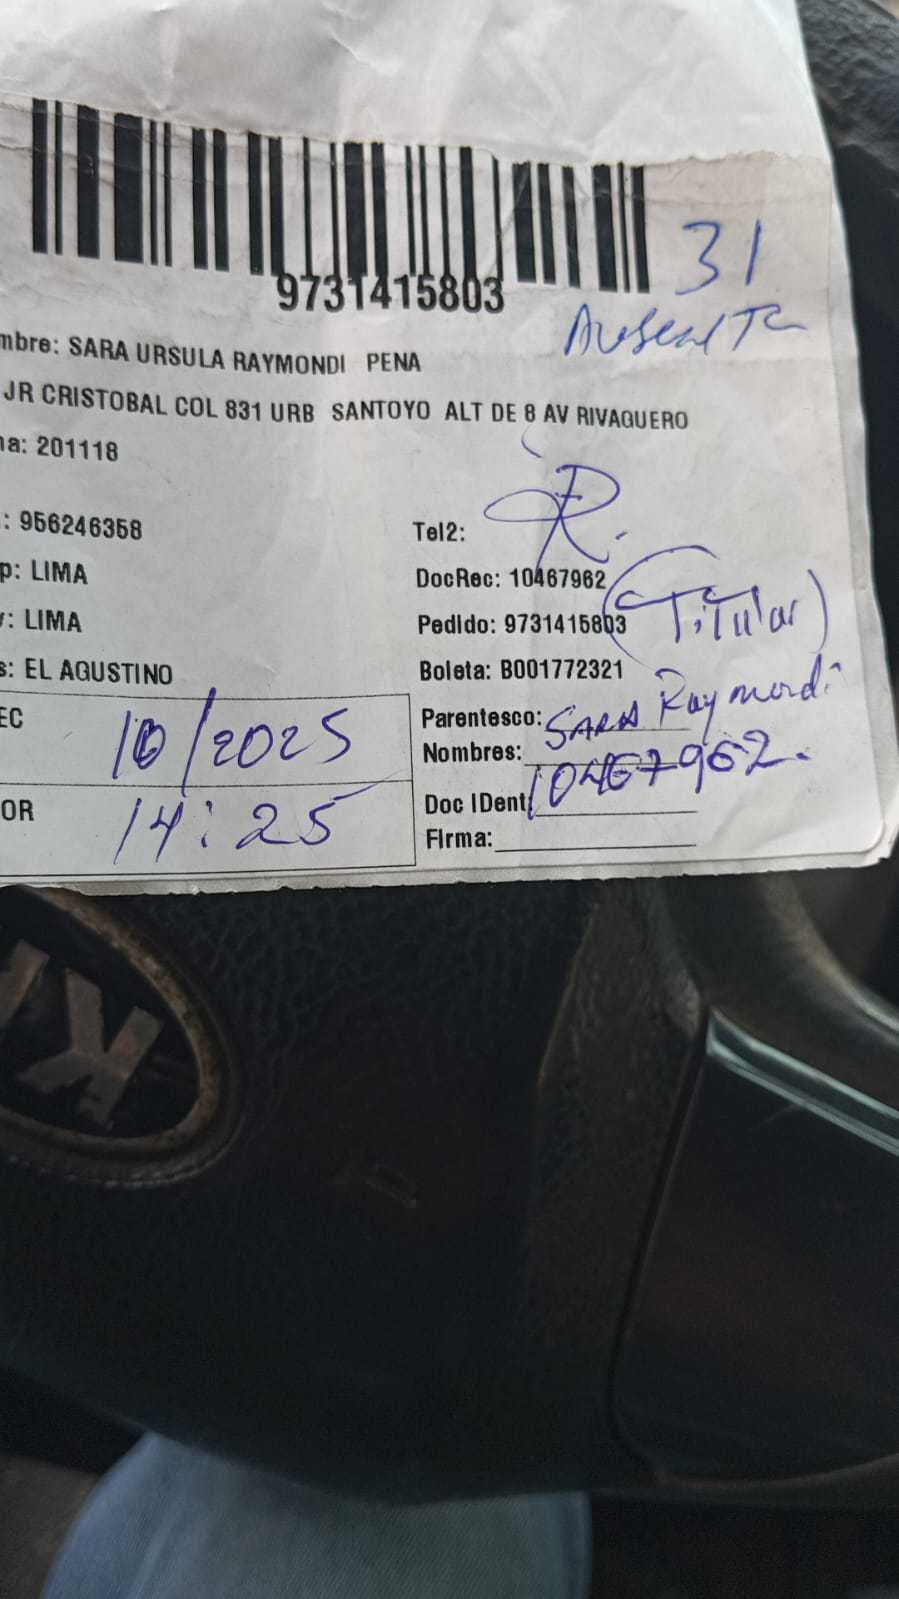 9731415803
31
mbre: SARA URSULA RAYMONDI PENA
JR CRISTOBAL COL 831 URB SANTOYO ALT DE 8 AV RIVAGUERO
na: 201118
: 956246358
Tel2:
p: LIMA
DocRec: 10467962
: LIMA
Pedido: 9731415803
(Titular)
s: EL AGUSTINO
Boleta: B001772321
EC
10/2025
Parentesco:
Nombres: SARA Raymondi
OR
14:25
Doc IDent: 10467962.
Firma: